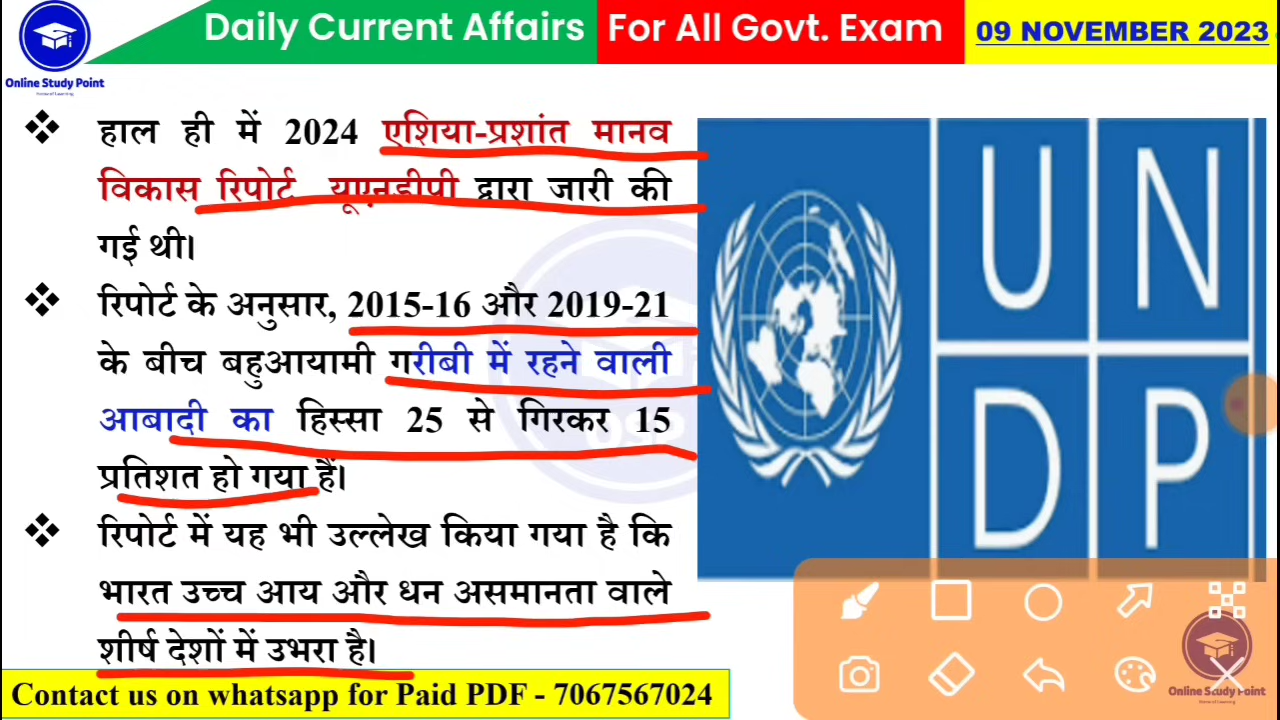 Online Study Point
Daily Current Affairs For All Govt. Exam 09 NOVEMBER 2023
❖ हाल ही में 2024 एशिया-प्रशांत मानव
विकास रिपोर्ट यूएनडीपी द्वारा जारी की
गई थी।
❖ रिपोर्ट के अनुसार, 2015-16 और 2019-21
के बीच बहुआयामी गरीबी में रहने वाली
आबादी का हिस्सा 25 से गिरकर 15
प्रतिशत हो गया हैं।
❖ रिपोर्ट में यह भी उल्लेख किया गया है कि
भारत उच्च आय और धन असमानता वाले
शीर्ष देशों में उभरा है।
U N
D P
Contact us on whatsapp for Paid PDF - 7067567024
Online Study Point